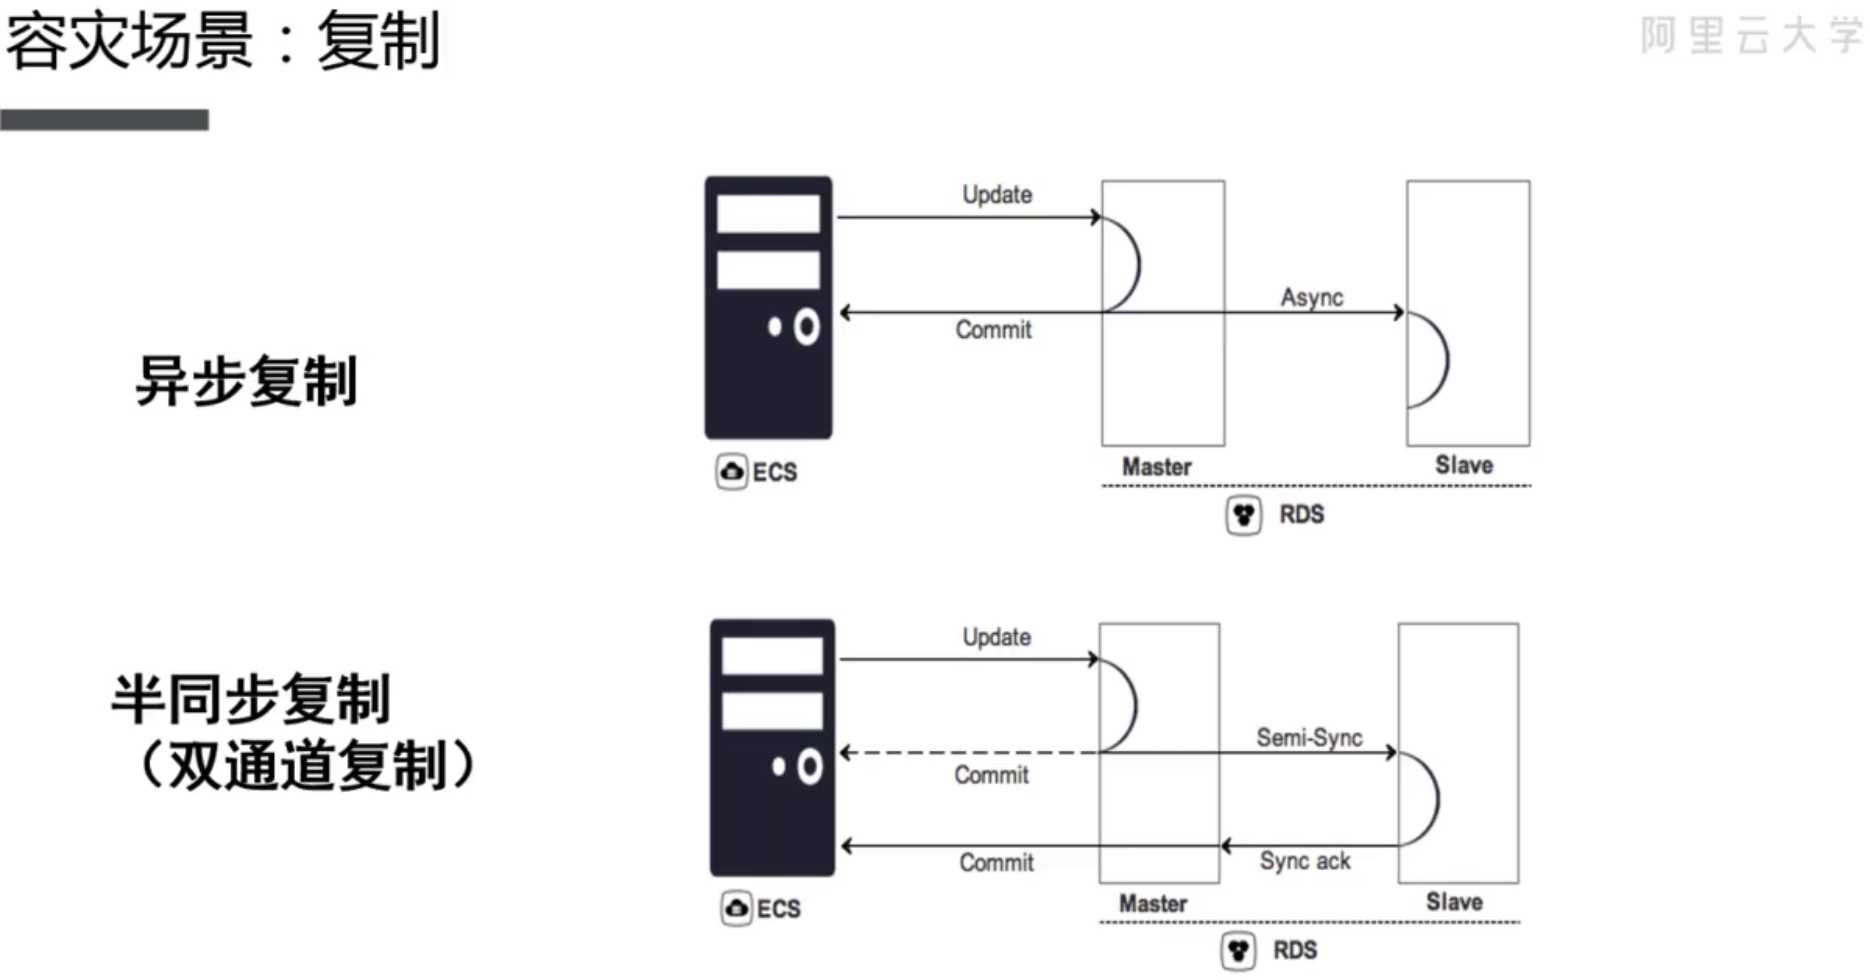 容灾场景：复制
阿里云大学
异步复制
Update
Async
Commit
ECS
Master
Slave
RDS
半同步复制
（双通道复制）
Update
Semi-Sync
Commit
Commit
Sync ack
ECS
Master
Slave
RDS